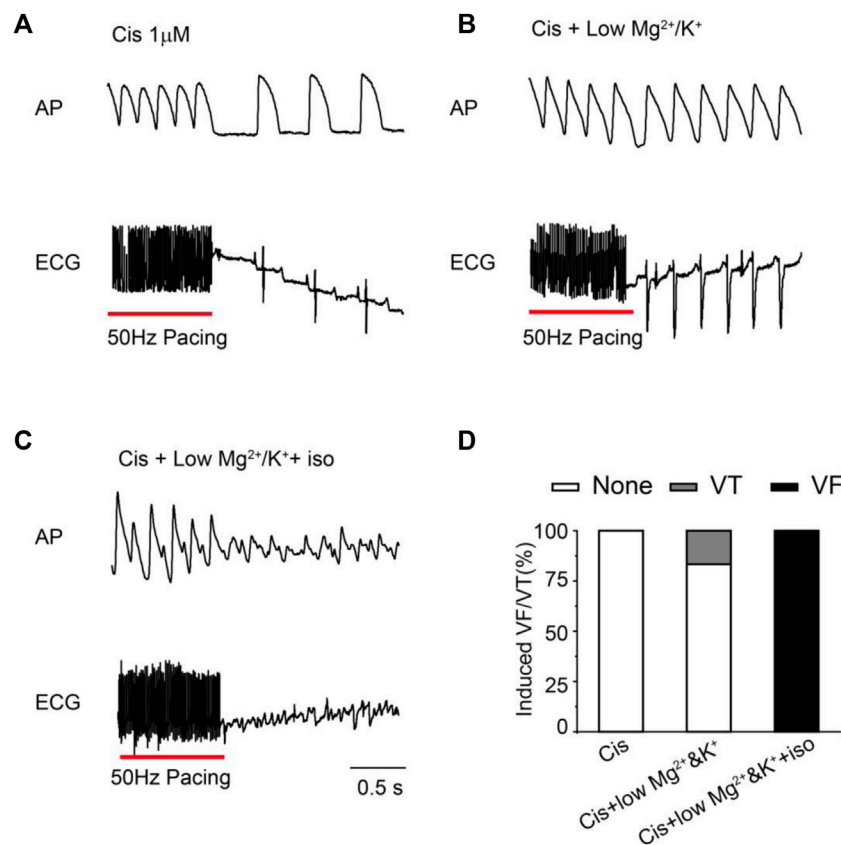 A
Cis 1μM
AP
ECG
50Hz Pacing
B
Cis + Low Mg²⁺/K⁺
AP
ECG
50Hz Pacing
C
Cis + Low Mg²⁺/K⁺+ iso
AP
ECG
50Hz Pacing
0.5 s
D
None VT VF
Induced VF/VT(%)
100
75
50
25
0
Cis
Cis+low Mg²⁺&K⁺
Cis+low Mg²⁺&K⁺+iso